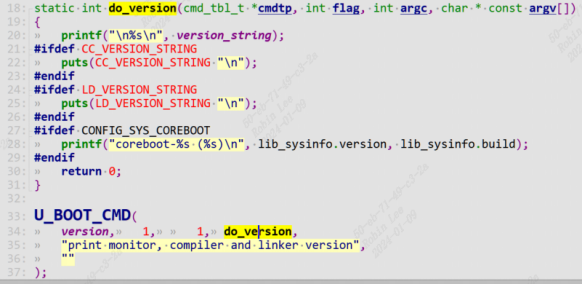 18: static int do_version(cmd_tbl_t *cmdtp, int flag, int argc, char * const argv[])
19: {
20: » printf("\n%s\n", version_string);
21: #ifdef CC_VERSION_STRING
22: » puts(CC_VERSION_STRING "\n");
23: #endif
24: #ifdef LD_VERSION_STRING
25: » puts(LD_VERSION_STRING "\n");
26: #endif
27: #ifdef CONFIG_SYS_COREBOOT
28: » printf("coreboot-%s (%s)\n", lib_sysinfo.version, lib_sysinfo.build);
29: #endif
30: » return 0;
31: }
32:
33: U_BOOT_CMD(
34: » version,» 1,» » 1,» do_version,
35: » "print monitor, compiler and linker version",
36: » ""
37: );